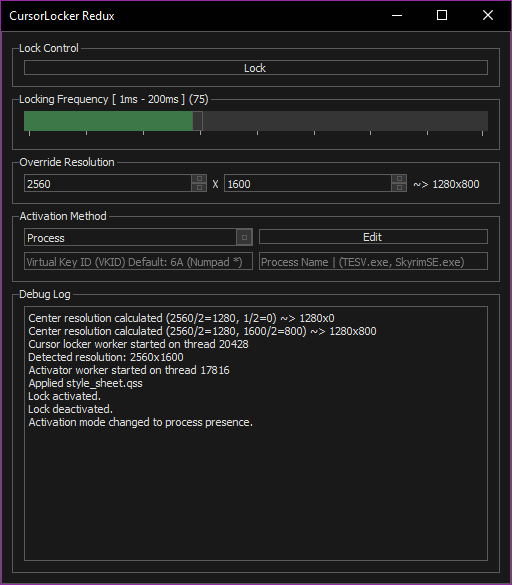 CursorLocker Redux
Lock Control
Lock
Locking Frequency [ 1ms - 200ms ] (75)
Override Resolution
2560 X 1600 ~> 1280x800
Activation Method
Process Edit
Virtual Key ID (VKID) Default: 6A (Numpad *) Process Name | (TESV.exe, SkyrimSE.exe)
Debug Log
Center resolution calculated (2560/2=1280, 1/2=0) ~> 1280x0
Center resolution calculated (2560/2=1280, 1600/2=800) ~> 1280x800
Cursor locker worker started on thread 20428
Detected resolution: 2560x1600
Activator worker started on thread 17816
Applied style_sheet.qss
Lock activated.
Lock deactivated.
Activation mode changed to process presence.